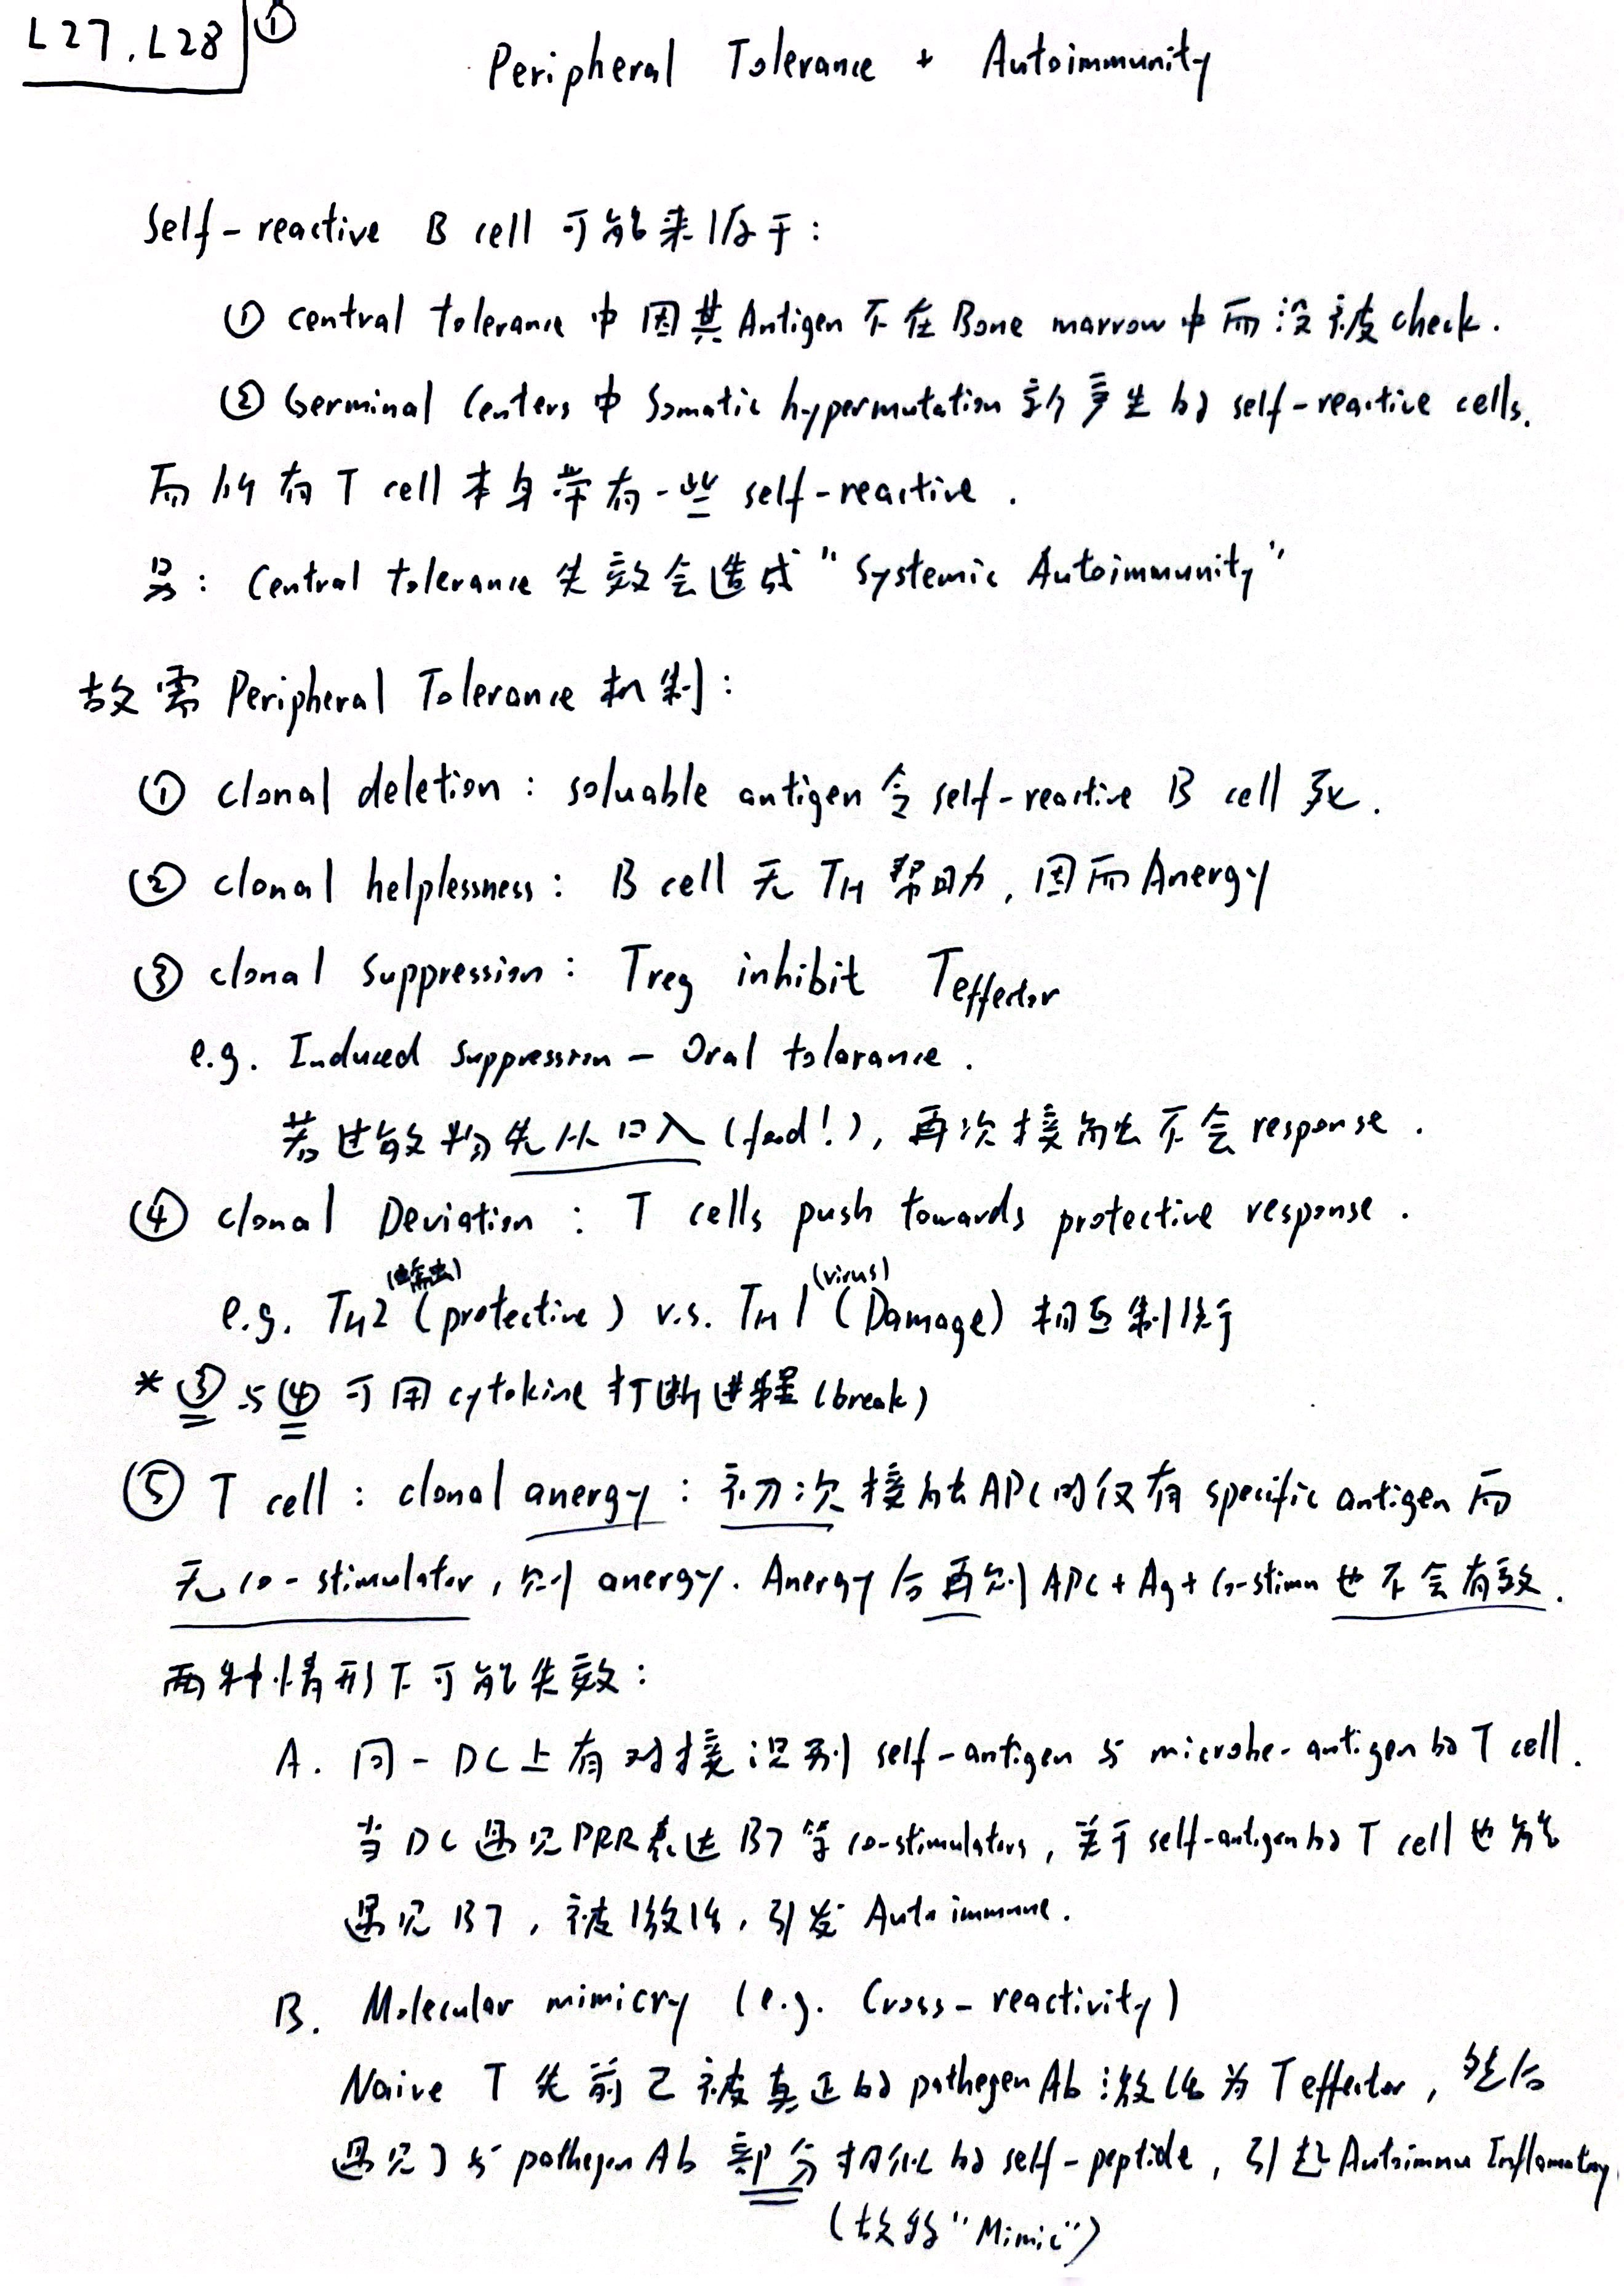 L27.L28 ①
Peripheral Tolerance + Autoimmunity
Self-reactive B cell 可能来源于：
① central tolerance 中因其 Antigen 不在 Bone marrow 中而没被 check.
② Germinal Centers 中 Somatic hypermutation 新产生的 self-reactive cells.
而所有 T cell 本身带有一些 self-reactive .
另： Central tolerance 失效会造成 "Systemic Autoimmunity"
故需 Peripheral Tolerance 机制：
① clonal deletion : soluable antigen 令 self-reactive B cell 死 .
② clonal helplessness : B cell 无 TH 帮助, 因而 Anergy
③ clonal suppression : Treg inhibit Teffector
e.g. Induced suppression - Oral tolarance .
若过敏物先从口入 (food!), 再次接触不会 response .
④ clonal Deviation : T cells push towards protective response .
(蠕虫) (virus)
e.g. TH2 (protective) v.s. TH1 (Damage) 相互制衡
* ③ 与 ④ 可用 cytokine 打断进程 (break)
⑤ T cell : clonal anergy : 初次接触 APC 时仅有 specific antigen 而
无 co-stimulator, 则 anergy. Anergy 后再则 APC + Ag + Co-stimu 也不会有效 .
两种情形下可能失效：
A. 同一 DC 上有对接识别 self-antigen 与 microbe-antigen 的 T cell .
当 DC 遇见 PRR 表达 B7 等 co-stimulators, 关于 self-antigen 的 T cell 也能
遇见 B7, 被激活, 引发 Autoimmune.
B. Molecular mimicry (e.g. Cross-reactivity)
Naive T 先前已被真正的 pathegen Ab 激活为 T effector, 然后
遇见了与 pathegen Ab 部分相似的 self-peptide, 引起 Autoimmu Inflamatory.
(故的 "Mimic")